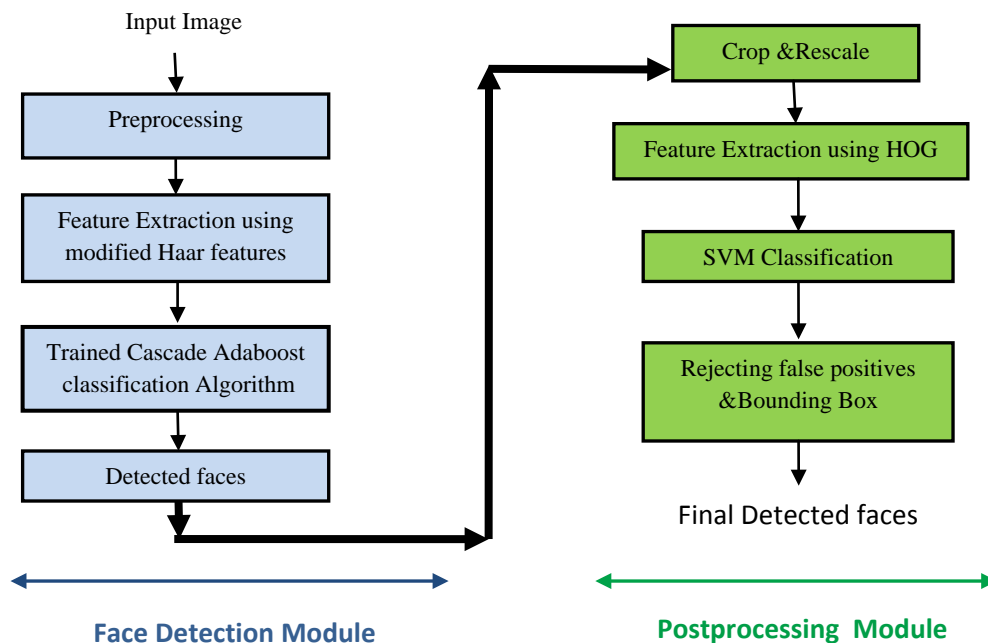 Input Image
Preprocessing
Feature Extraction using
modified Haar features
Trained Cascade Adaboost
classification Algorithm
Detected faces
Face Detection Module
Crop &Rescale
Feature Extraction using HOG
SVM Classification
Rejecting false positives
&Bounding Box
Final Detected faces
Postprocessing Module